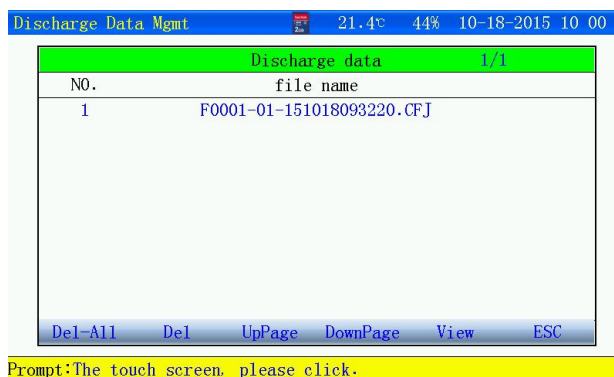 Discharge Data Mgmt 21.4℃ 44% 10-18-2015 10 00
Discharge data 1/1
NO. file name
1 F0001-01-151018093220.CFJ
Del-All Del UpPage DownPage View ESC
Prompt:The touch screen, please click.